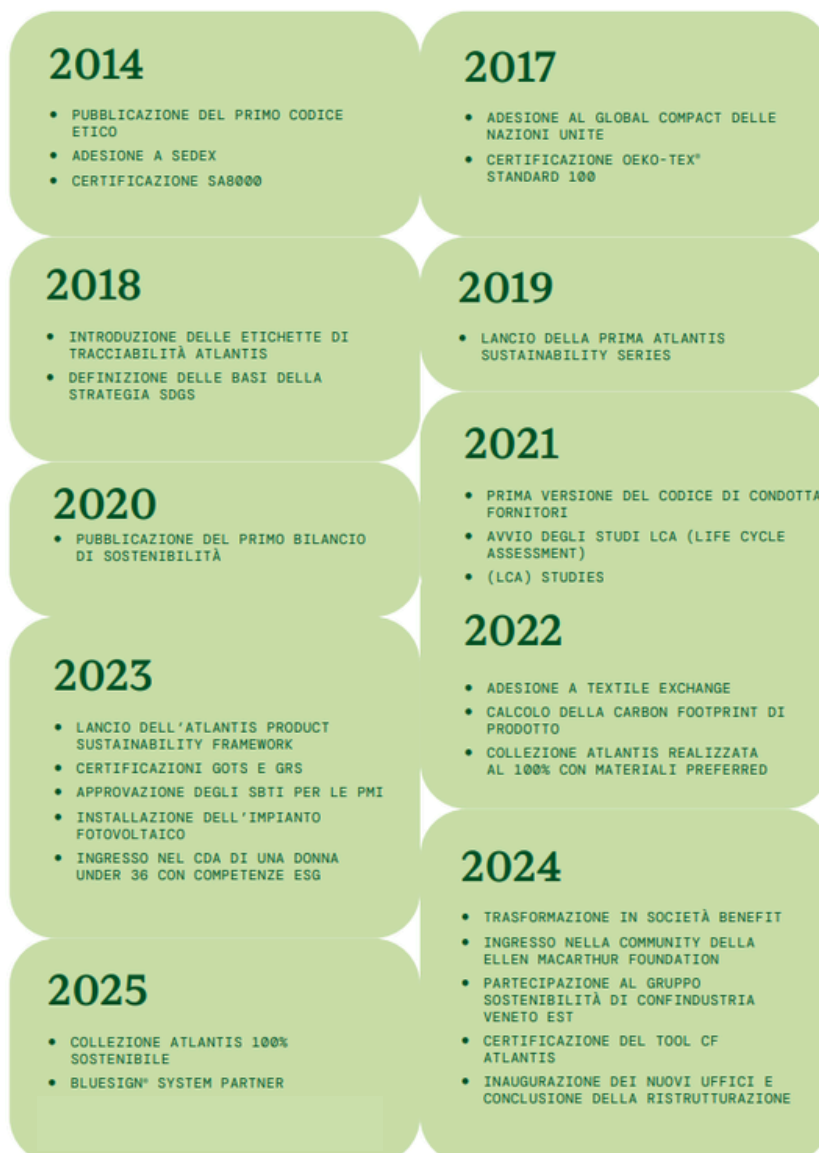 2014
• PUBBLICAZIONE DEL PRIMO CODICE
ETICO
• ADESIONE A SEDEX
• CERTIFICAZIONE SA8000
2017
• ADESIONE AL GLOBAL COMPACT DELLE
NAZIONI UNITE
• CERTIFICAZIONE OEKO-TEX®
STANDARD 100
2018
• INTRODUZIONE DELLE ETICHETTE DI
TRACCIABILITÀ ATLANTIS
• DEFINIZIONE DELLE BASI DELLA
STRATEGIA SDGS
2019
• LANCIO DELLA PRIMA ATLANTIS
SUSTAINABILITY SERIES
2020
• PUBBLICAZIONE DEL PRIMO BILANCIO
DI SOSTENIBILITÀ
2021
• PRIMA VERSIONE DEL CODICE DI CONDOTTA
FORNITORI
• AVVIO DEGLI STUDI LCA (LIFE CYCLE
ASSESSMENT)
• (LCA) STUDIES
2022
• ADESIONE A TEXTILE EXCHANGE
• CALCOLO DELLA CARBON FOOTPRINT DI
PRODOTTO
• COLLEZIONE ATLANTIS REALIZZATA
AL 100% CON MATERIALI PREFERRED
2023
• LANCIO DELL’ATLANTIS PRODUCT
SUSTAINABILITY FRAMEWORK
• CERTIFICAZIONI GOTS E GRS
• APPROVAZIONE DEGLI SBTI PER LE PMI
• INSTALLAZIONE DELL’IMPIANTO
FOTOVOLTAICO
• INGRESSO NEL CDA DI UNA DONNA
UNDER 36 CON COMPETENZE ESG
2024
• TRASFORMAZIONE IN SOCIETÀ BENEFIT
• INGRESSO NELLA COMMUNITY DELLA
ELLEN MACARTHUR FOUNDATION
• PARTECIPAZIONE AL GRUPPO
SOSTENIBILITÀ DI CONFINDUSTRIA
VENETO EST
• CERTIFICAZIONE DEL TOOL CF
ATLANTIS
• INAUGURAZIONE DEI NUOVI UFFICI E
CONCLUSIONE DELLA RISTRUTTURAZIONE
2025
• COLLEZIONE ATLANTIS 100%
SOSTENIBILE
• BLUESIGN® SYSTEM PARTNER